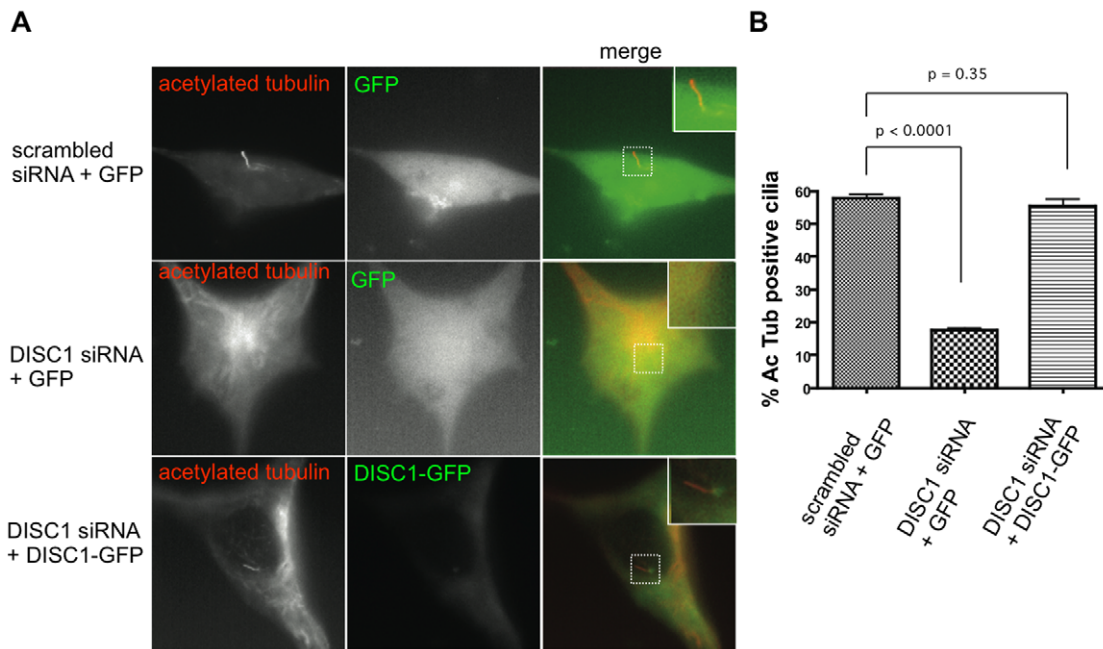 A
merge
acetylated tubulin
GFP
scrambled
siRNA + GFP
acetylated tubulin
GFP
DISC1 siRNA
+ GFP
acetylated tubulin
DISC1-GFP
DISC1 siRNA
+ DISC1-GFP
B
p = 0.35
p < 0.0001
% Ac Tub positive cilia
60
50
40
30
20
10
0
scrambled
siRNA + GFP
DISC1 siRNA
+ GFP
DISC1 siRNA
+ DISC1-GFP